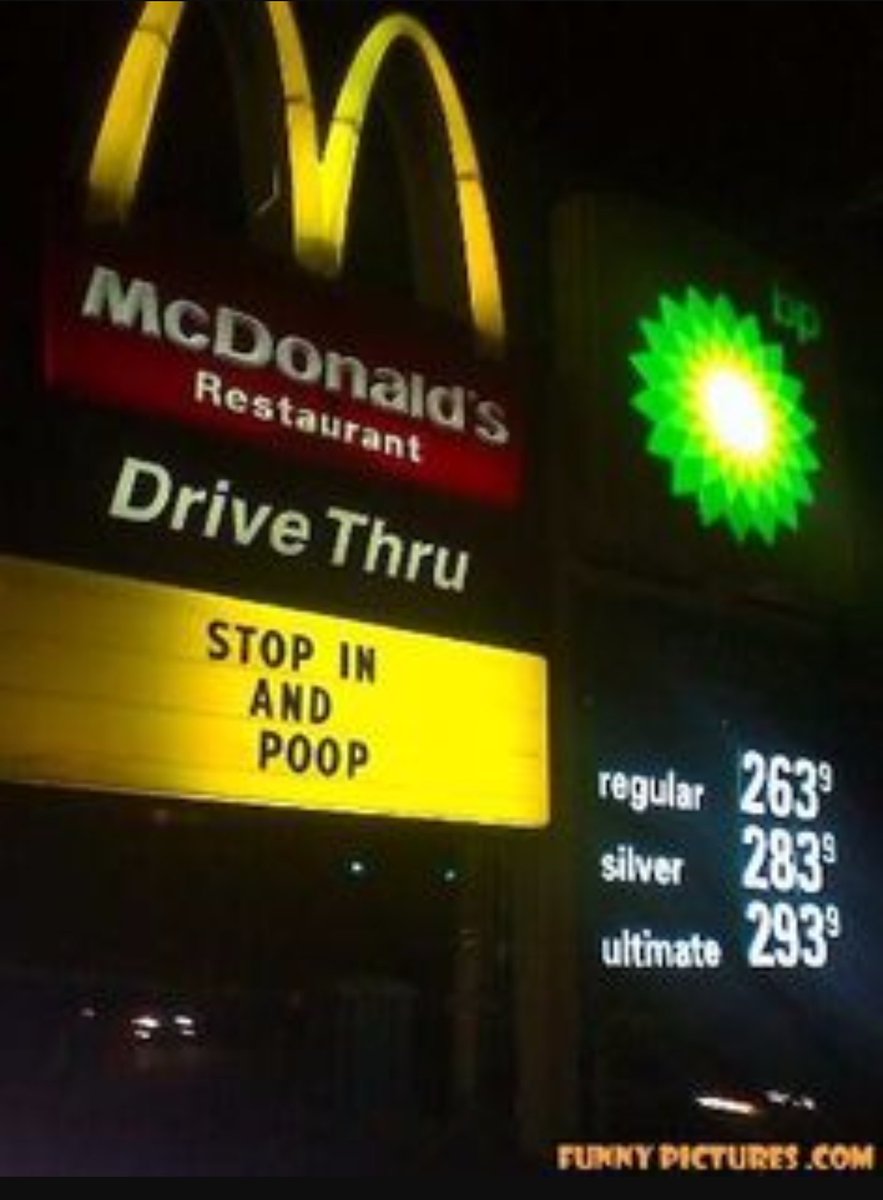 McDonald's
Restaurant
Drive Thru
STOP IN
AND
POOP
bp
regular 263⁹
silver 283⁹
ultimate 293⁹
FUNNY PICTURES.COM